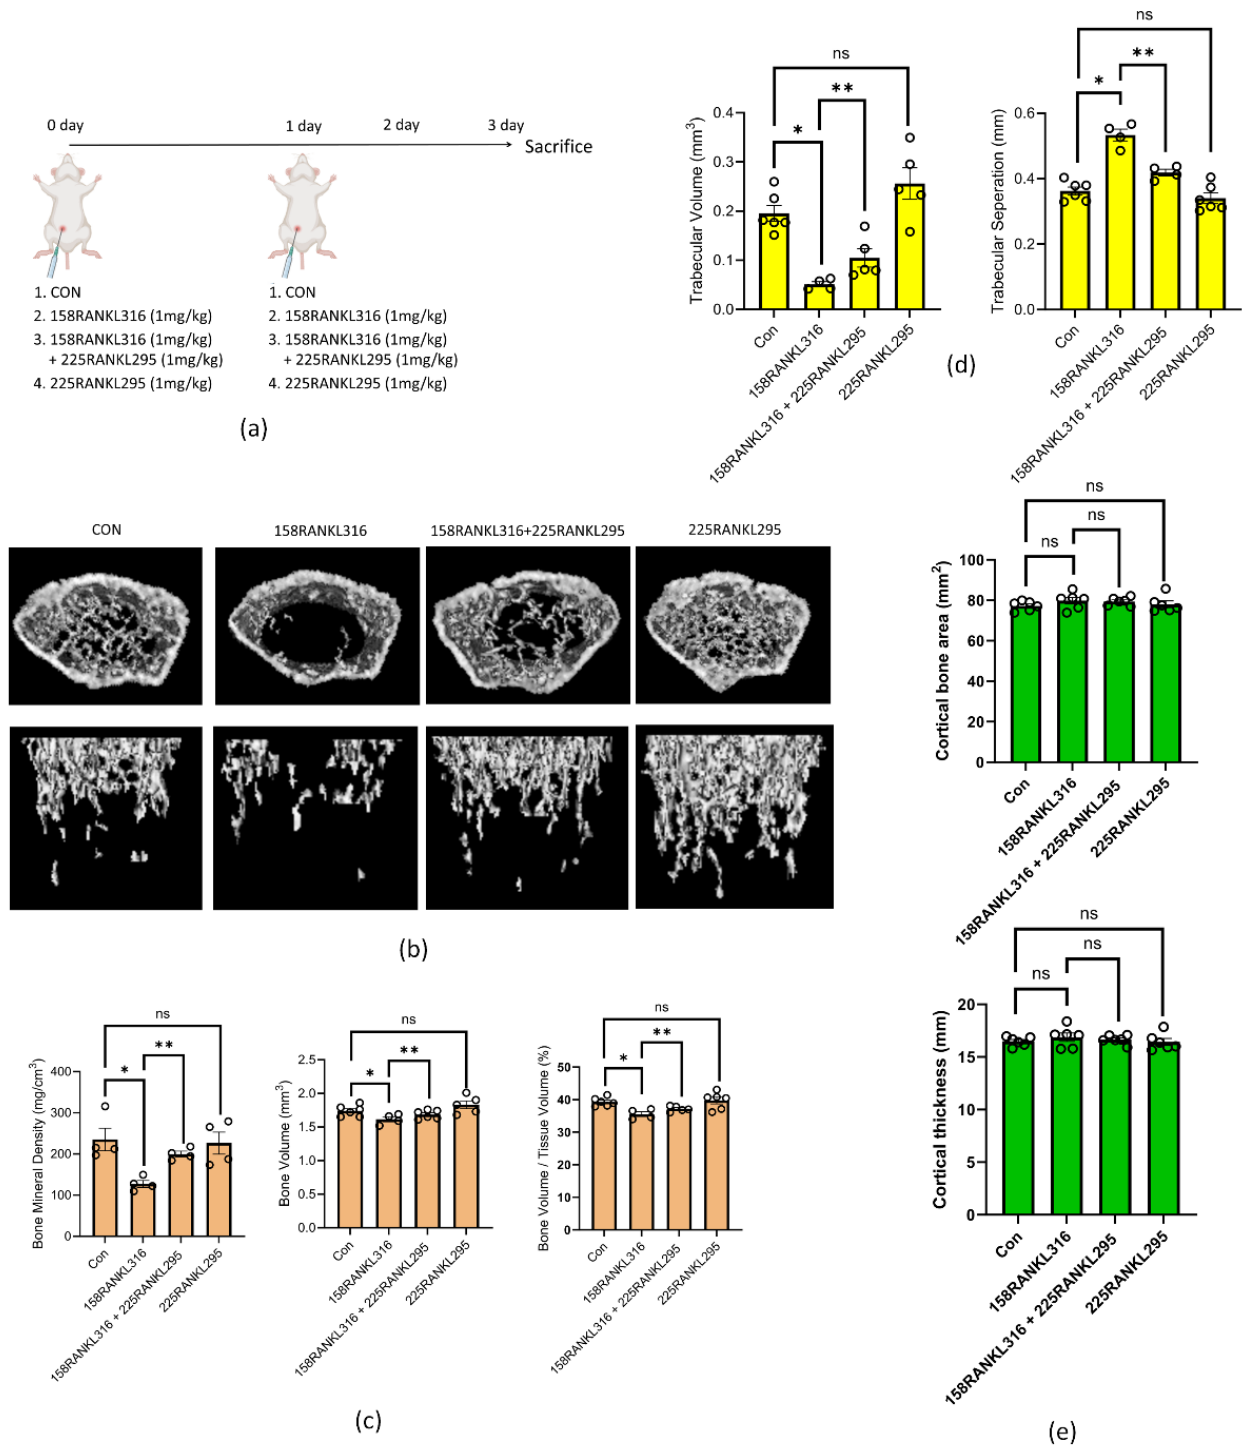 0 day
1 day
2 day
3 day
Sacrifice
1. CON
2. 158RANKL316 (1mg/kg)
3. 158RANKL316 (1mg/kg)
+ 225RANKL295 (1mg/kg)
4. 225RANKL295 (1mg/kg)
1. CON
2. 158RANKL316 (1mg/kg)
3. 158RANKL316 (1mg/kg)
+ 225RANKL295 (1mg/kg)
4. 225RANKL295 (1mg/kg)
(a)
ns
**
*
Trabecular Volume (mm³)
0.4
0.3
0.2
0.1
0.0
Con
158RANKL316
158RANKL316 + 225RANKL295
225RANKL295
ns
**
*
Trabecular Seperation (mm)
0.6
0.4
0.2
0.0
Con
158RANKL316
158RANKL316 + 225RANKL295
225RANKL295
(d)
CON
158RANKL316
158RANKL316+225RANKL295
225RANKL295
(b)
ns
**
*
Bone Mineral Density (mg/cm³)
400
300
200
100
0
Con
158RANKL316
158RANKL316 + 225RANKL295
225RANKL295
ns
**
*
Bone Volume (mm³)
2.5
2.0
1.5
1.0
0.5
0.0
Con
158RANKL316
158RANKL316 + 225RANKL295
225RANKL295
ns
**
*
Bone Volume / Tissue Volume (%)
50
40
30
20
10
0
Con
158RANKL316
158RANKL316 + 225RANKL295
225RANKL295
(c)
ns
ns
ns
Cortical bone area (mm²)
100
80
60
40
20
0
Con
158RANKL316
158RANKL316 + 225RANKL295
225RANKL295
ns
ns
ns
Cortical thickness (mm)
20
15
10
5
0
Con
158RANKL316
158RANKL316 + 225RANKL295
225RANKL295
(e)